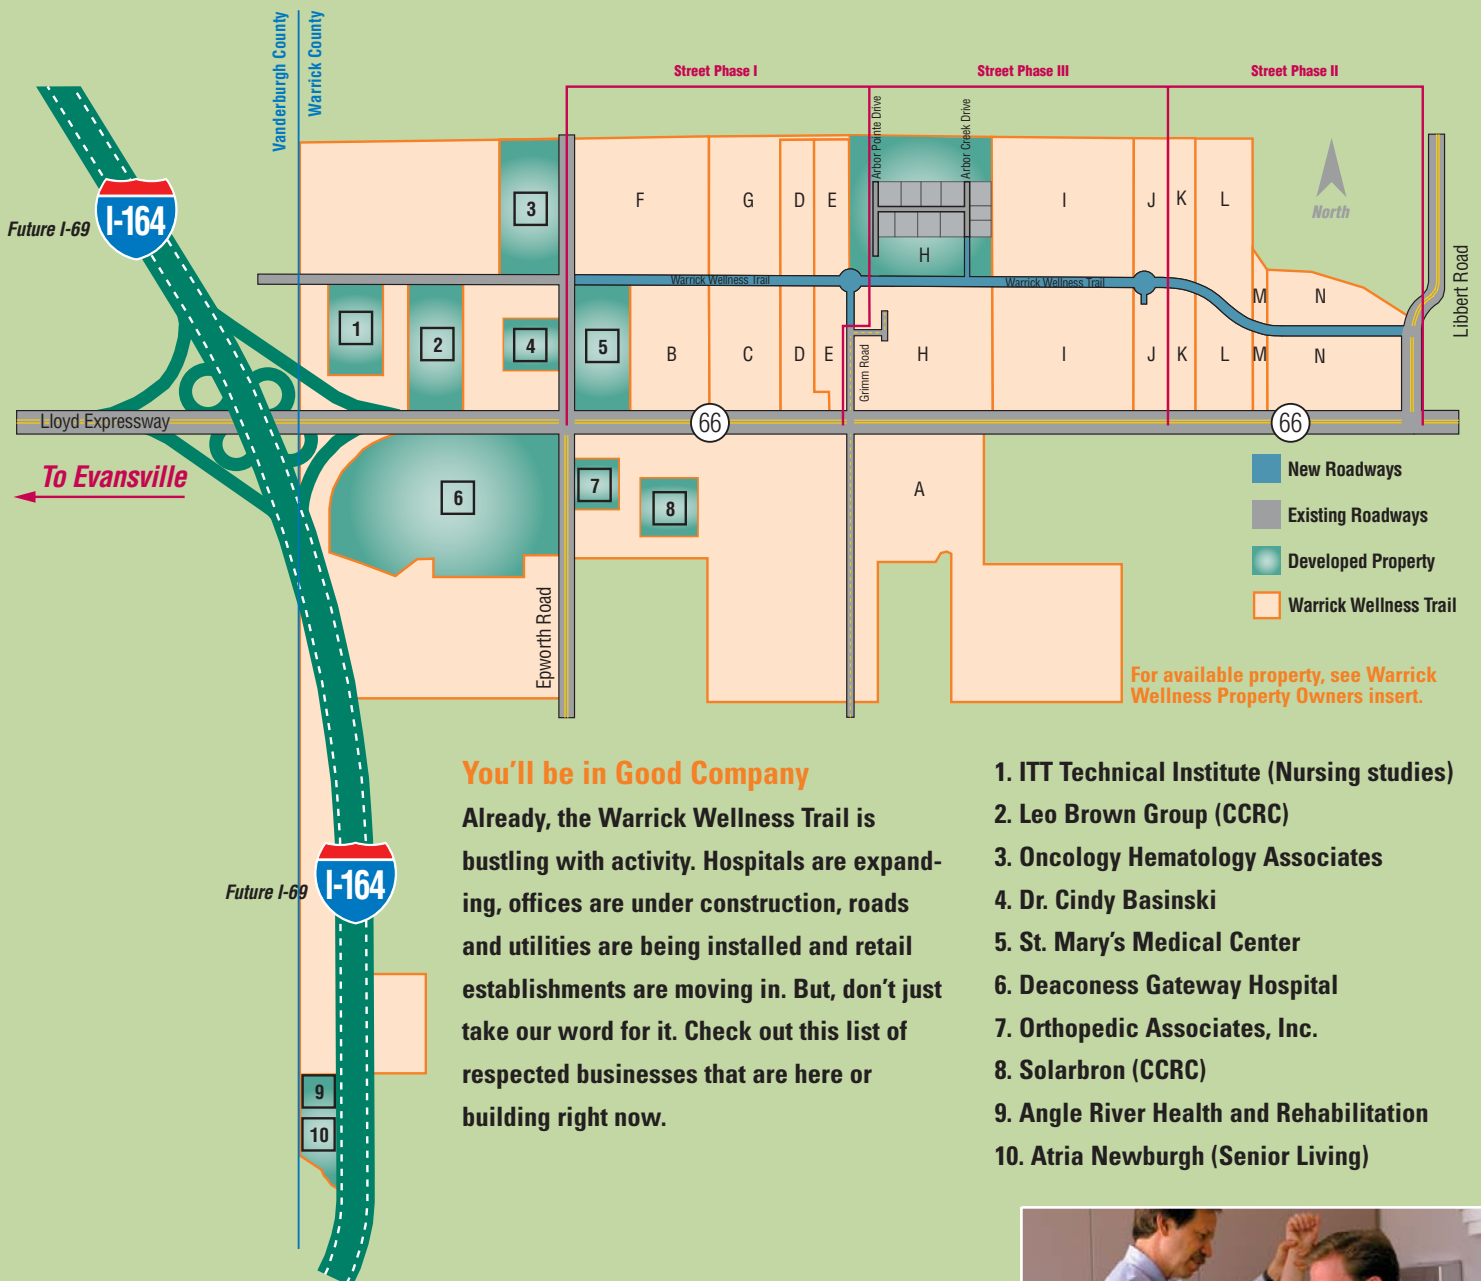 Vanderburgh County
Warrick County
Street Phase I
Street Phase III
Street Phase II
Arbor Pointe Drive
Arbor Creek Drive
Future I-69
I-164
3
F
G
D
E
H
I
J
K
L
North
Warrick Wellness Trail
Warrick Wellness Trail
M
N
Libbert Road
1
2
4
5
B
C
D
E
Grimm Road
H
I
J
K
L
M
N
Lloyd Expressway
66
66
To Evansville
6
7
8
A
New Roadways
Existing Roadways
Developed Property
Warrick Wellness Trail
Epworth Road
For available property, see Warrick
Wellness Property Owners insert.
Future I-69
I-164
9
10
You'll be in Good Company
Already, the Warrick Wellness Trail is
bustling with activity. Hospitals are expand-
ing, offices are under construction, roads
and utilities are being installed and retail
establishments are moving in. But, don't just
take our word for it. Check out this list of
respected businesses that are here or
building right now.
1. ITT Technical Institute (Nursing studies)
2. Leo Brown Group (CCRC)
3. Oncology Hematology Associates
4. Dr. Cindy Basinski
5. St. Mary's Medical Center
6. Deaconess Gateway Hospital
7. Orthopedic Associates, Inc.
8. Solarbron (CCRC)
9. Angle River Health and Rehabilitation
10. Atria Newburgh (Senior Living)